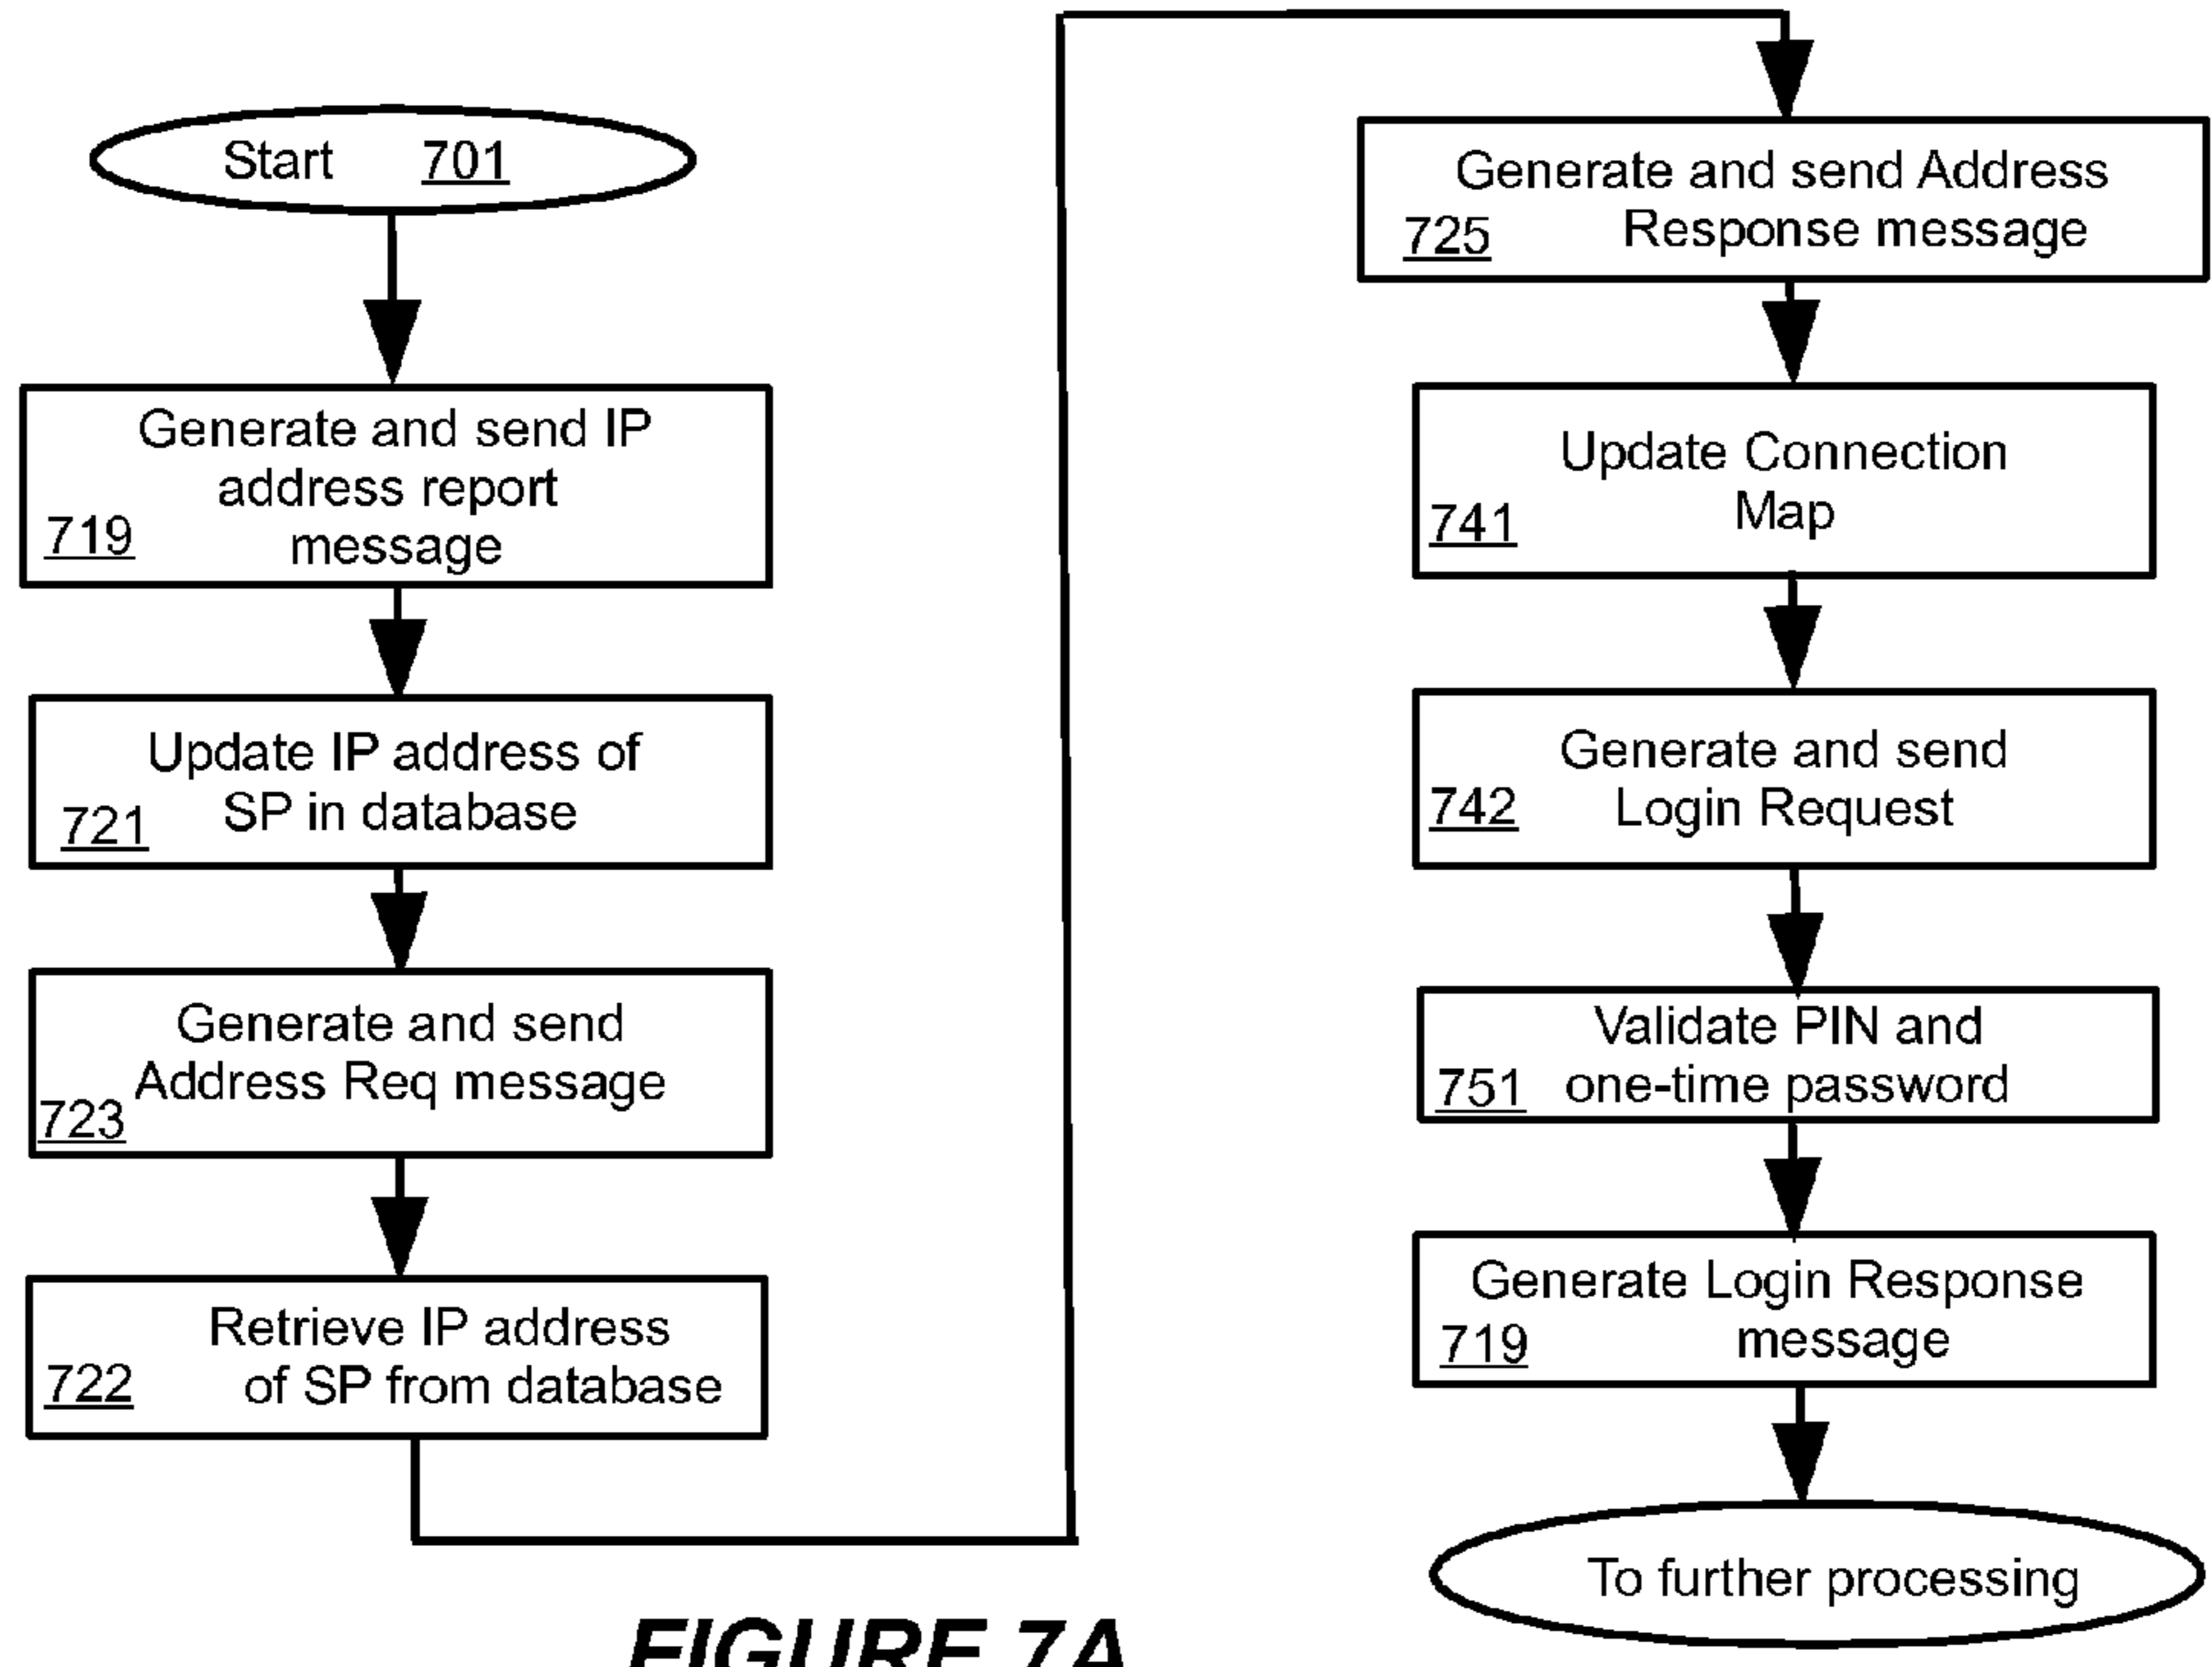 Start 701
Generate and send IP
address report
719 message
Update IP address of
721 SP in database
Generate and send
Address Req message
723
Retrieve IP address
722 of SP from database
Generate and send Address
725 Response message
Update Connection
741 Map
Generate and send
742 Login Request
Validate PIN and
751 one-time password
Generate Login Response
719 message
To further processing
FIGURE 7A